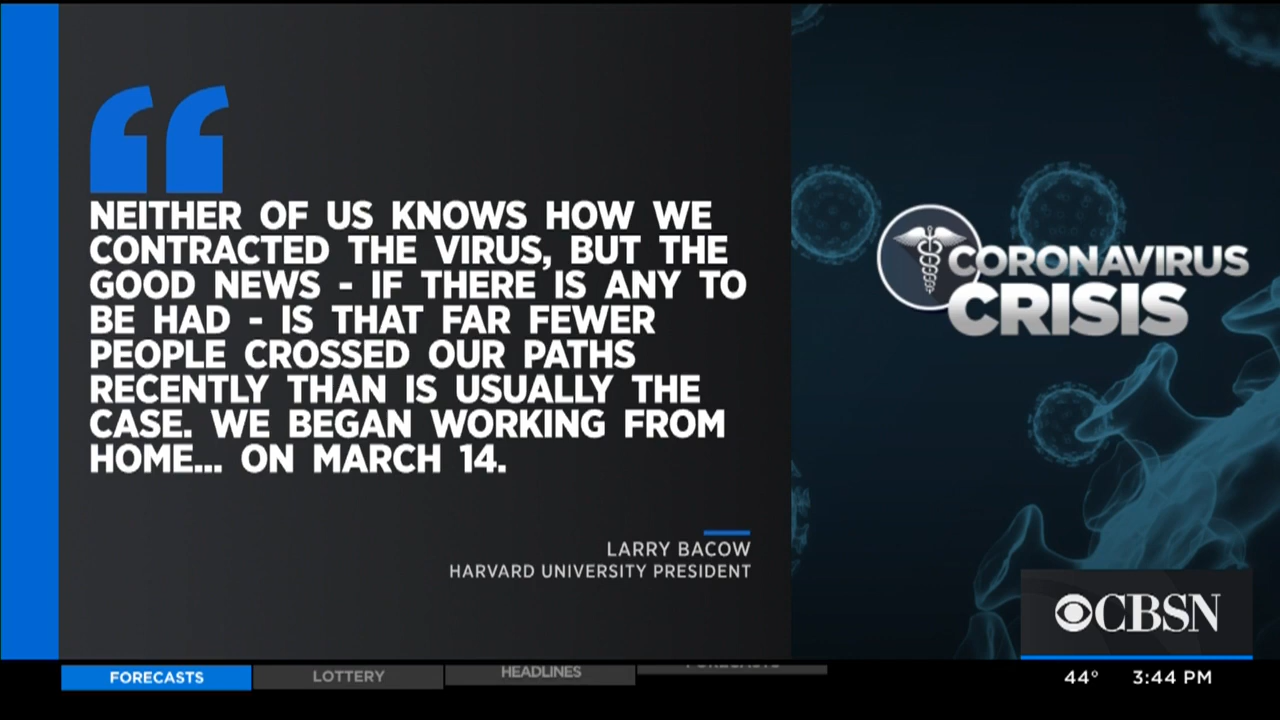 NEITHER OF US KNOWS HOW WE
CONTRACTED THE VIRUS, BUT THE
GOOD NEWS - IF THERE IS ANY TO
BE HAD - IS THAT FAR FEWER
PEOPLE CROSSED OUR PATHS
RECENTLY THAN IS USUALLY THE
CASE. WE BEGAN WORKING FROM
HOME... ON MARCH 14.
LARRY BACOW
HARVARD UNIVERSITY PRESIDENT
CORONAVIRUS
CRISIS
CBSN
FORECASTS
LOTTERY
HEADLINES
FORECASTS
44° 3:44 PM